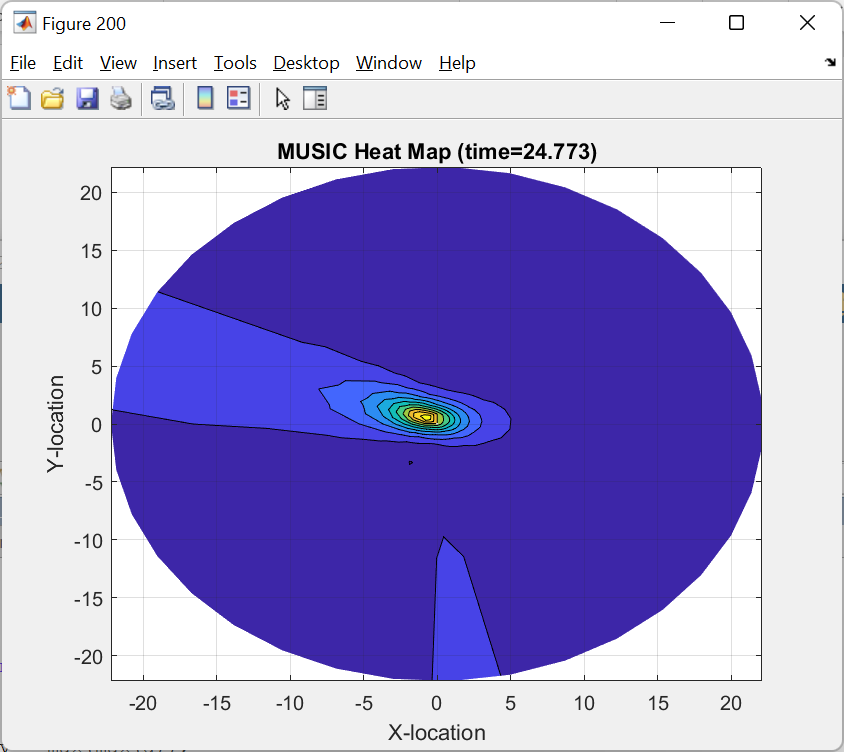 Figure 200
File Edit View Insert Tools Desktop Window Help
MUSIC Heat Map (time=24.773)
20
15
10
5
0
-5
-10
-15
-20
Y-location
-20 -15 -10 -5 0 5 10 15 20
X-location